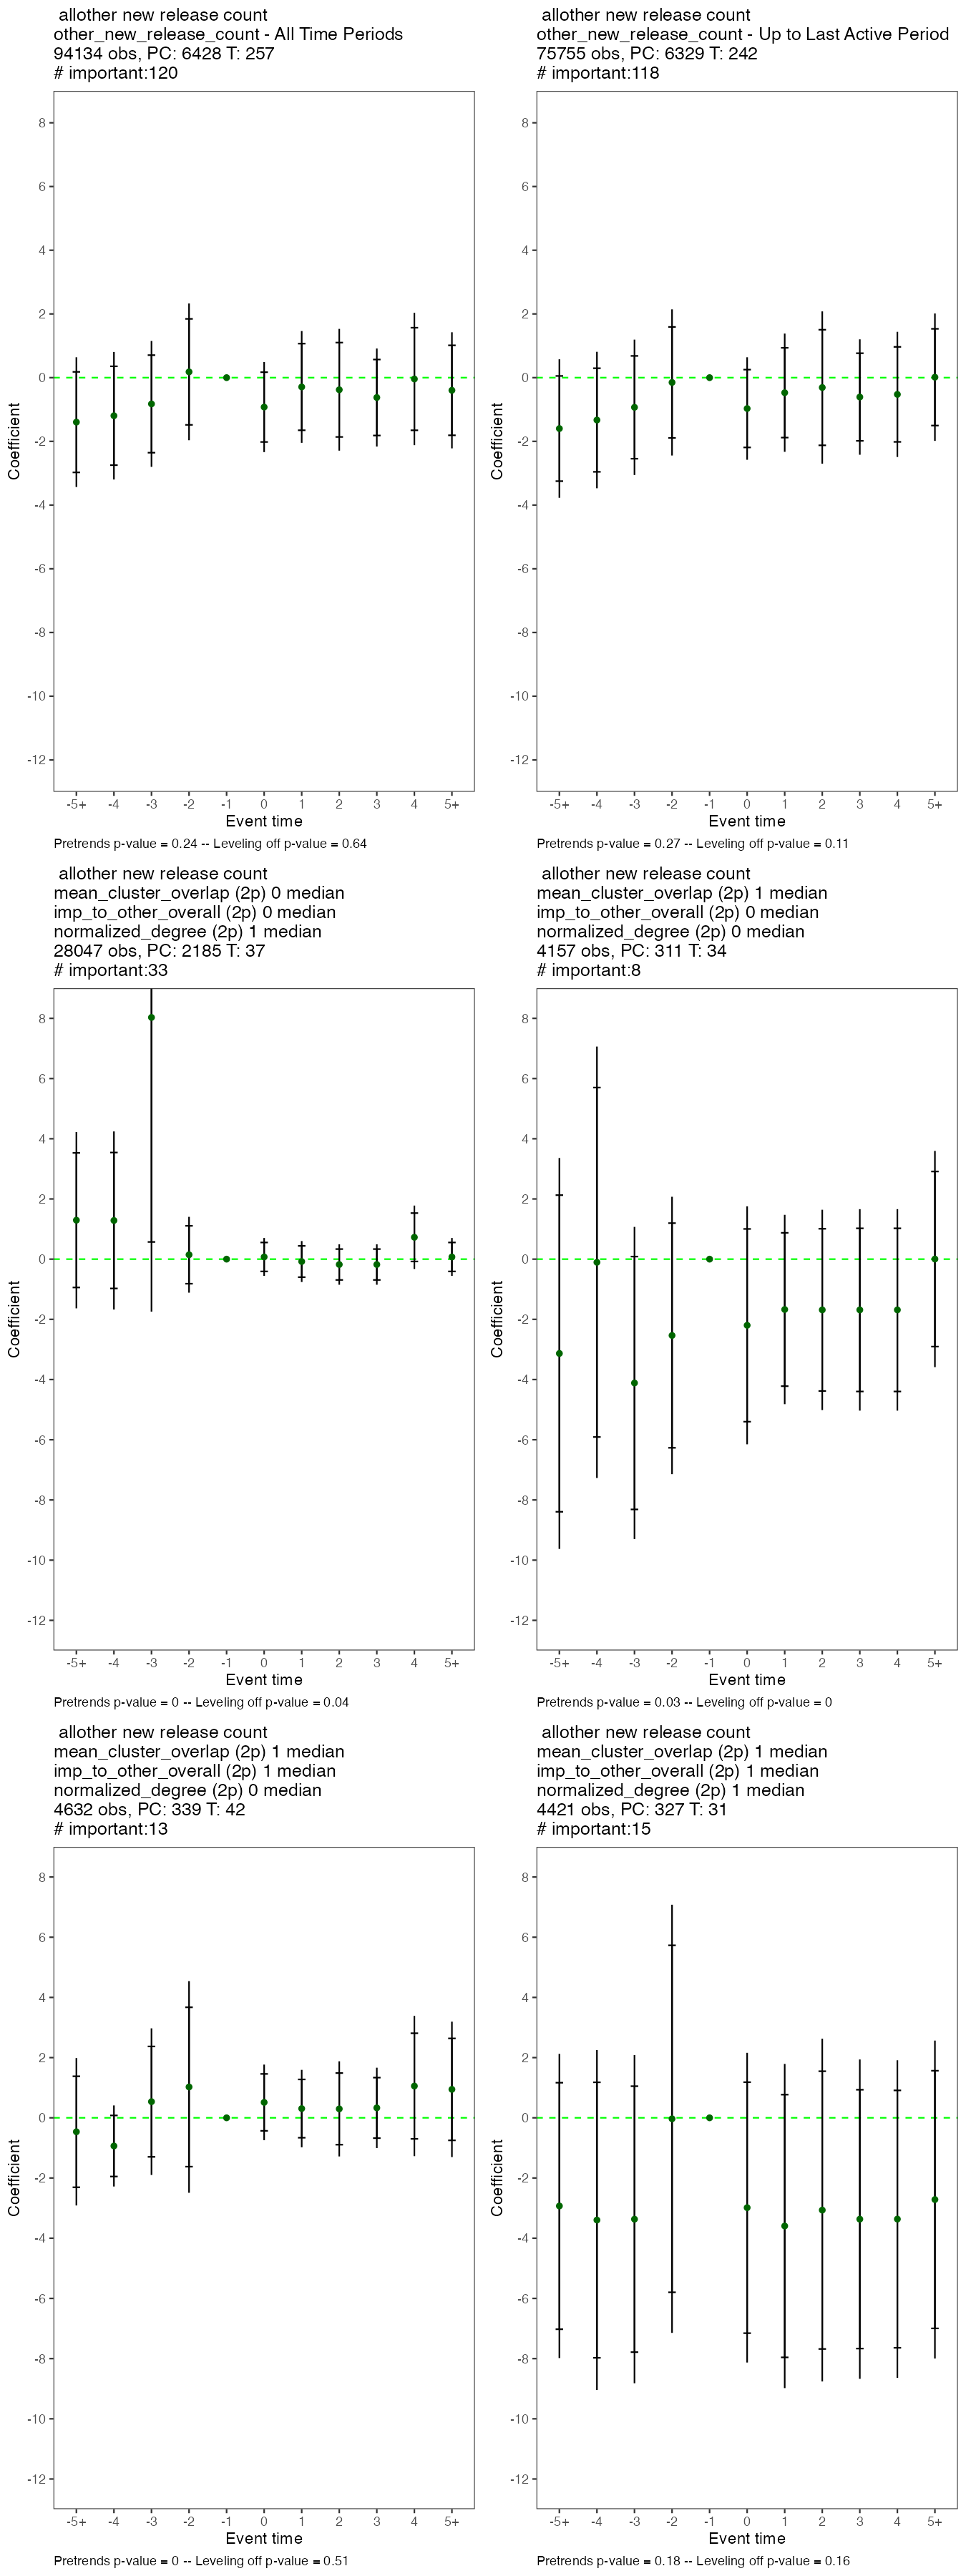 allother new release count
other_new_release_count - All Time Periods
94134 obs, PC: 6428 T: 257
# important:120
8
6
4
2
0
-2
-4
-6
-8
-10
-12
Coefficient
-5+ -4 -3 -2 -1 0 1 2 3 4 5+
Event time
Pretrends p-value = 0.24 -- Leveling off p-value = 0.64
allother new release count
other_new_release_count - Up to Last Active Period
75755 obs, PC: 6329 T: 242
# important:118
8
6
4
2
0
-2
-4
-6
-8
-10
-12
Coefficient
-5+ -4 -3 -2 -1 0 1 2 3 4 5+
Event time
Pretrends p-value = 0.27 -- Leveling off p-value = 0.11
allother new release count
mean_cluster_overlap (2p) 0 median
imp_to_other_overall (2p) 0 median
normalized_degree (2p) 1 median
28047 obs, PC: 2185 T: 37
# important:33
8
6
4
2
0
-2
-4
-6
-8
-10
-12
Coefficient
-5+ -4 -3 -2 -1 0 1 2 3 4 5+
Event time
Pretrends p-value = 0 -- Leveling off p-value = 0.04
allother new release count
mean_cluster_overlap (2p) 1 median
imp_to_other_overall (2p) 0 median
normalized_degree (2p) 0 median
4157 obs, PC: 311 T: 34
# important:8
8
6
4
2
0
-2
-4
-6
-8
-10
-12
Coefficient
-5+ -4 -3 -2 -1 0 1 2 3 4 5+
Event time
Pretrends p-value = 0.03 -- Leveling off p-value = 0
allother new release count
mean_cluster_overlap (2p) 1 median
imp_to_other_overall (2p) 1 median
normalized_degree (2p) 0 median
4632 obs, PC: 339 T: 42
# important:13
8
6
4
2
0
-2
-4
-6
-8
-10
-12
Coefficient
-5+ -4 -3 -2 -1 0 1 2 3 4 5+
Event time
Pretrends p-value = 0 -- Leveling off p-value = 0.51
allother new release count
mean_cluster_overlap (2p) 1 median
imp_to_other_overall (2p) 1 median
normalized_degree (2p) 1 median
4421 obs, PC: 327 T: 31
# important:15
8
6
4
2
0
-2
-4
-6
-8
-10
-12
Coefficient
-5+ -4 -3 -2 -1 0 1 2 3 4 5+
Event time
Pretrends p-value = 0.18 -- Leveling off p-value = 0.16